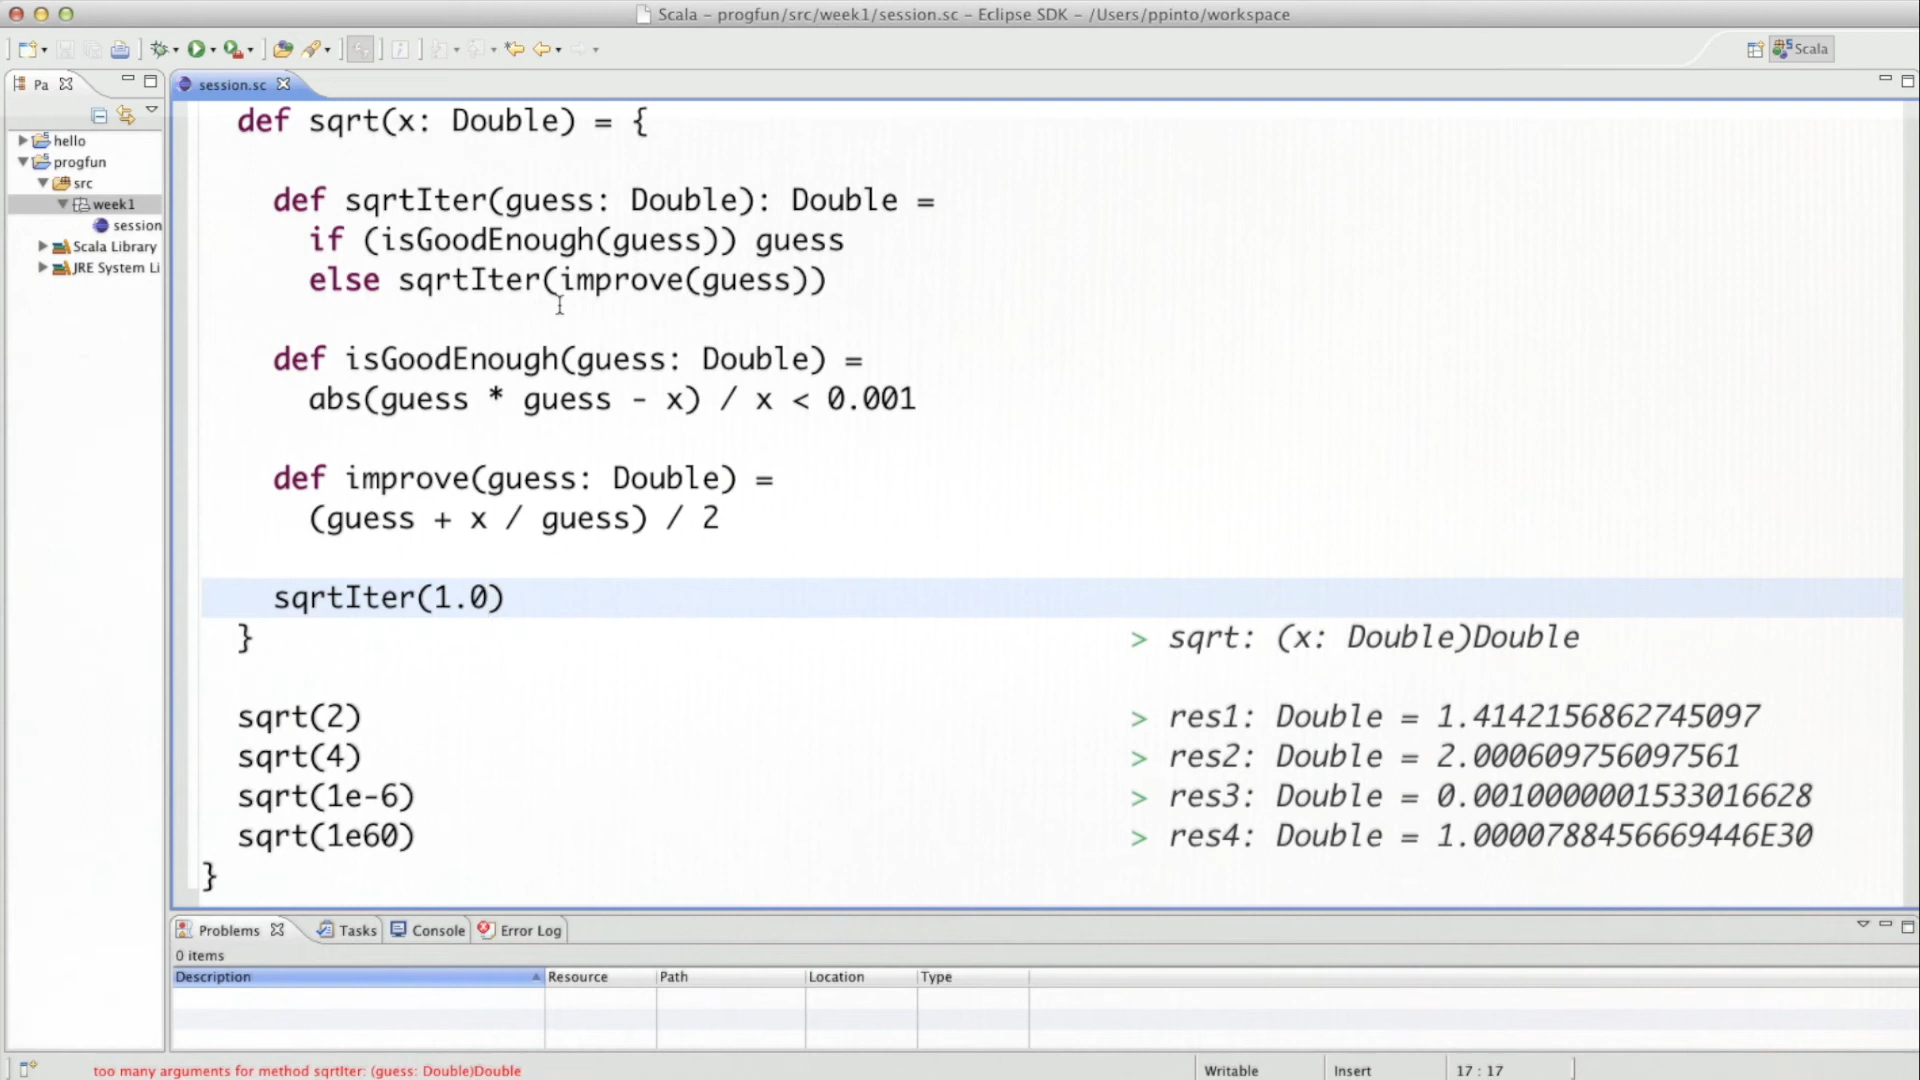 Scala – progfun/src/week1/session.sc – Eclipse SDK – /Users/ppinto/workspace
Scala
Pa
session.sc
hello
progfun
src
week1
session
Scala Library
JRE System Li
def sqrt(x: Double) = {
def sqrtIter(guess: Double): Double =
if (isGoodEnough(guess)) guess
else sqrtIter(improve(guess))
def isGoodEnough(guess: Double) =
abs(guess * guess - x) / x < 0.001
def improve(guess: Double) =
(guess + x / guess) / 2
sqrtIter(1.0)
} > sqrt: (x: Double)Double
sqrt(2) > res1: Double = 1.4142156862745097
sqrt(4) > res2: Double = 2.000609756097561
sqrt(1e-6) > res3: Double = 0.0010000001533016628
sqrt(1e60) > res4: Double = 1.0000788456669446E30
}
Problems Tasks Console Error Log
0 items
Description Resource Path Location Type
too many arguments for method sqrtIter: (guess: Double)Double Writable Insert 17 : 17